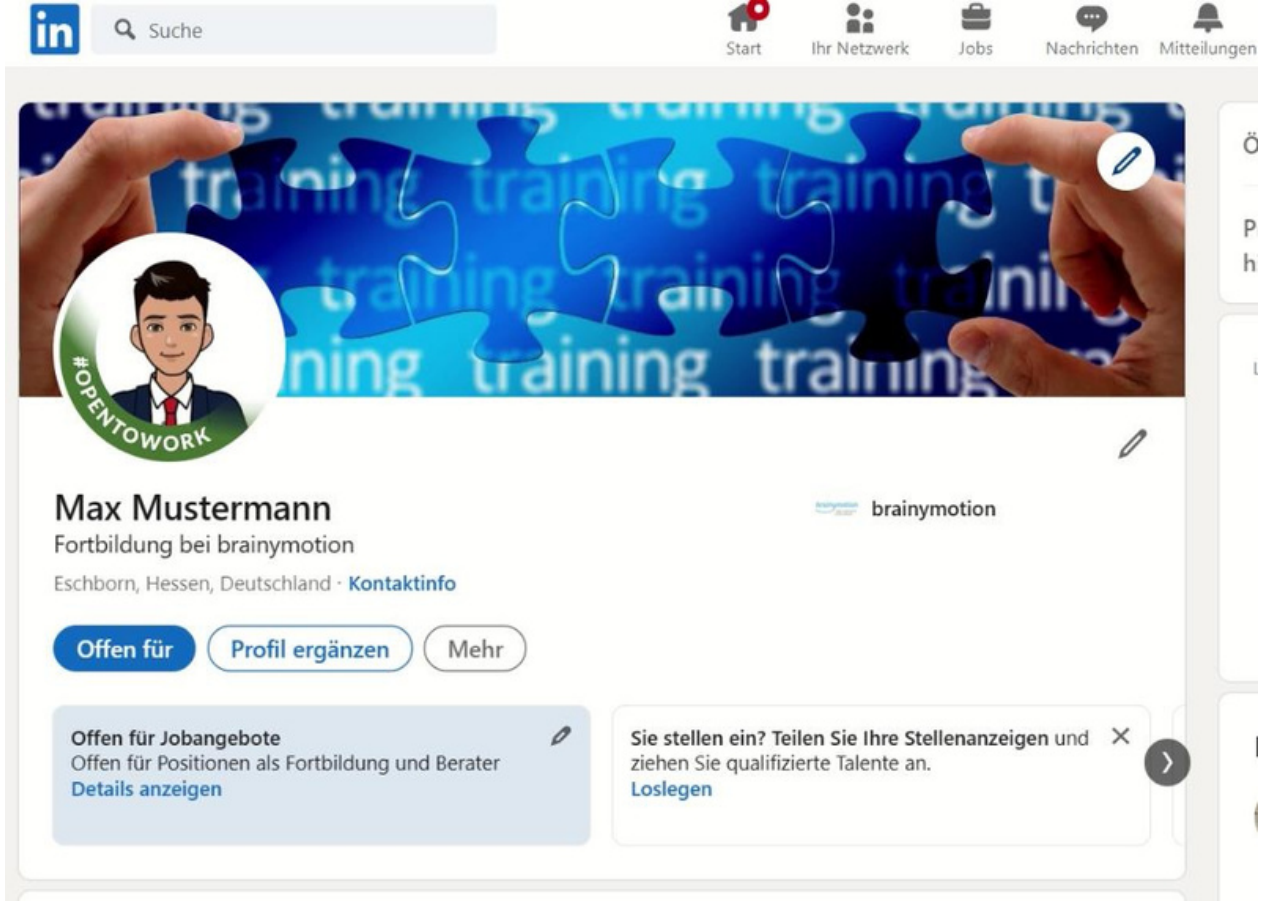 in
Suche
Start
Ihr Netzwerk
Jobs
Nachrichten
Mitteilungen
training training training training
training training training
training training training
training training training
#OPENTOWORK
Max Mustermann
Fortbildung bei brainymotion
Eschborn, Hessen, Deutschland · Kontaktinfo
brainymotion
Offen für
Profil ergänzen
Mehr
Offen für Jobangebote
Offen für Positionen als Fortbildung und Berater
Details anzeigen
Sie stellen ein? Teilen Sie Ihre Stellenanzeigen und
ziehen Sie qualifizierte Talente an.
Loslegen